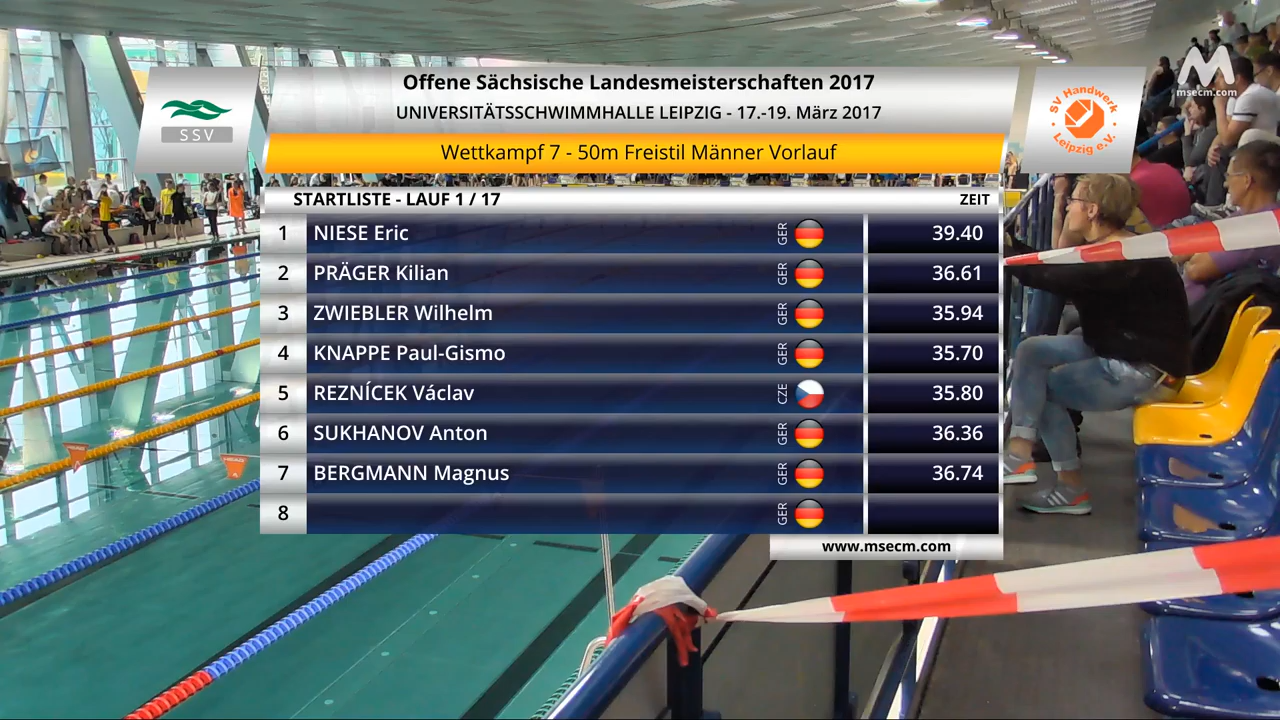 Offene Sächsische Landesmeisterschaften 2017
UNIVERSITÄTSSCHWIMMHALLE LEIPZIG - 17.-19. März 2017
SSV
SV Handwerk Leipzig e.V.
msecm.com
Wettkampf 7 - 50m Freistil Männer Vorlauf
STARTLISTE - LAUF 1 / 17 ZEIT
1 NIESE Eric GER 39.40
2 PRÄGER Kilian GER 36.61
3 ZWIEBLER Wilhelm GER 35.94
4 KNAPPE Paul-Gismo GER 35.70
5 REZNÍCEK Václav CZE 35.80
6 SUKHANOV Anton GER 36.36
7 BERGMANN Magnus GER 36.74
8 GER
www.msecm.com
HEAD